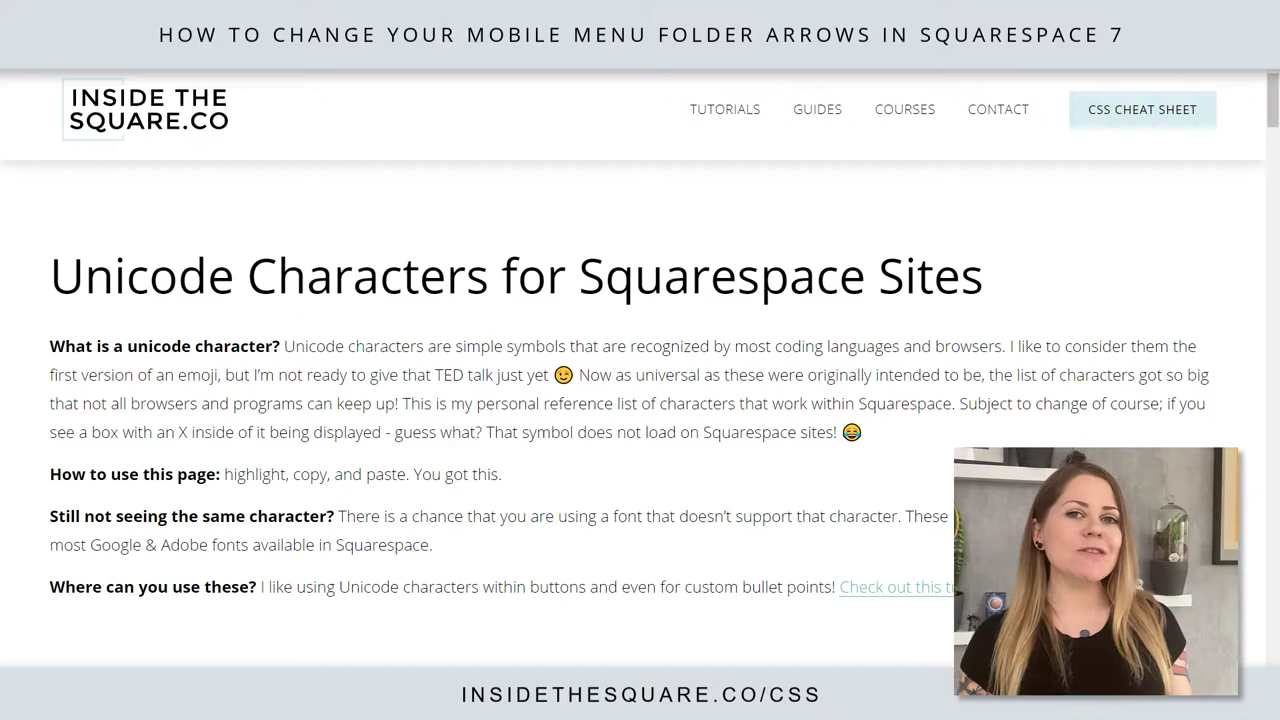 HOW TO CHANGE YOUR MOBILE MENU FOLDER ARROWS IN SQUARESPACE 7
INSIDE THE
SQUARE.CO
TUTORIALS GUIDES COURSES CONTACT CSS CHEAT SHEET
Unicode Characters for Squarespace Sites
What is a unicode character? Unicode characters are simple symbols that are recognized by most coding languages and browsers. I like to consider them the
first version of an emoji, but I’m not ready to give that TED talk just yet 😉 Now as universal as these were originally intended to be, the list of characters got so big
that not all browsers and programs can keep up! This is my personal reference list of characters that work within Squarespace. Subject to change of course; if you
see a box with an X inside of it being displayed - guess what? That symbol does not load on Squarespace sites! 😂
How to use this page: highlight, copy, and paste. You got this.
Still not seeing the same character? There is a chance that you are using a font that doesn’t support that character. These
most Google & Adobe fonts available in Squarespace.
Where can you use these? I like using Unicode characters within buttons and even for custom bullet points! Check out this
INSIDETHESQUARE.CO/CSS